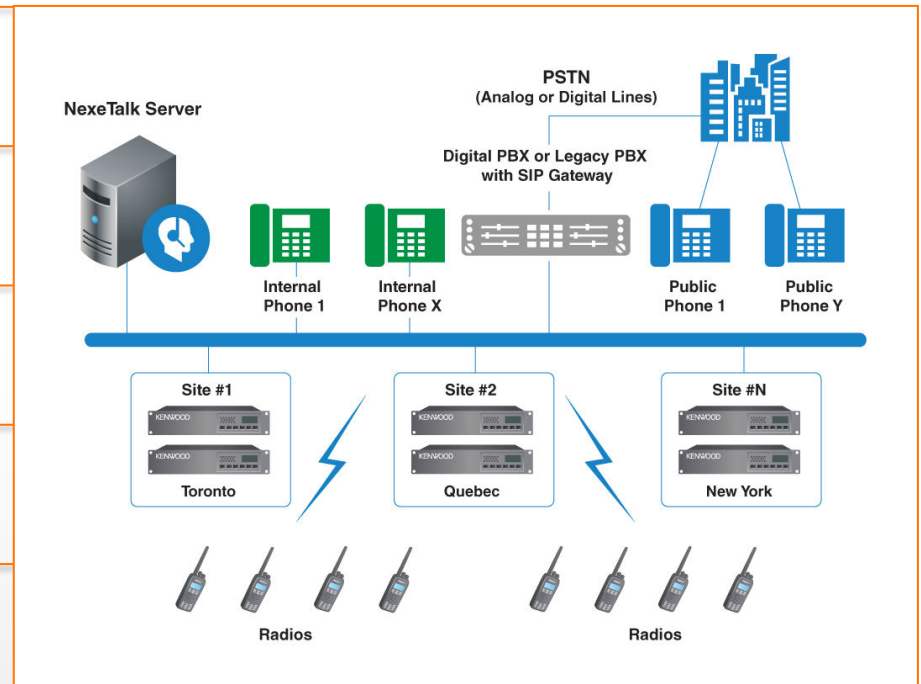 PSTN
(Analog or Digital Lines)
NexeTalk Server
Digital PBX or Legacy PBX
with SIP Gateway
Internal
Phone 1
Internal
Phone X
Public
Phone 1
Public
Phone Y
Site #1
KENWOOD
KENWOOD
Toronto
Site #2
KENWOOD
KENWOOD
Quebec
Site #N
KENWOOD
KENWOOD
New York
Radios
Radios